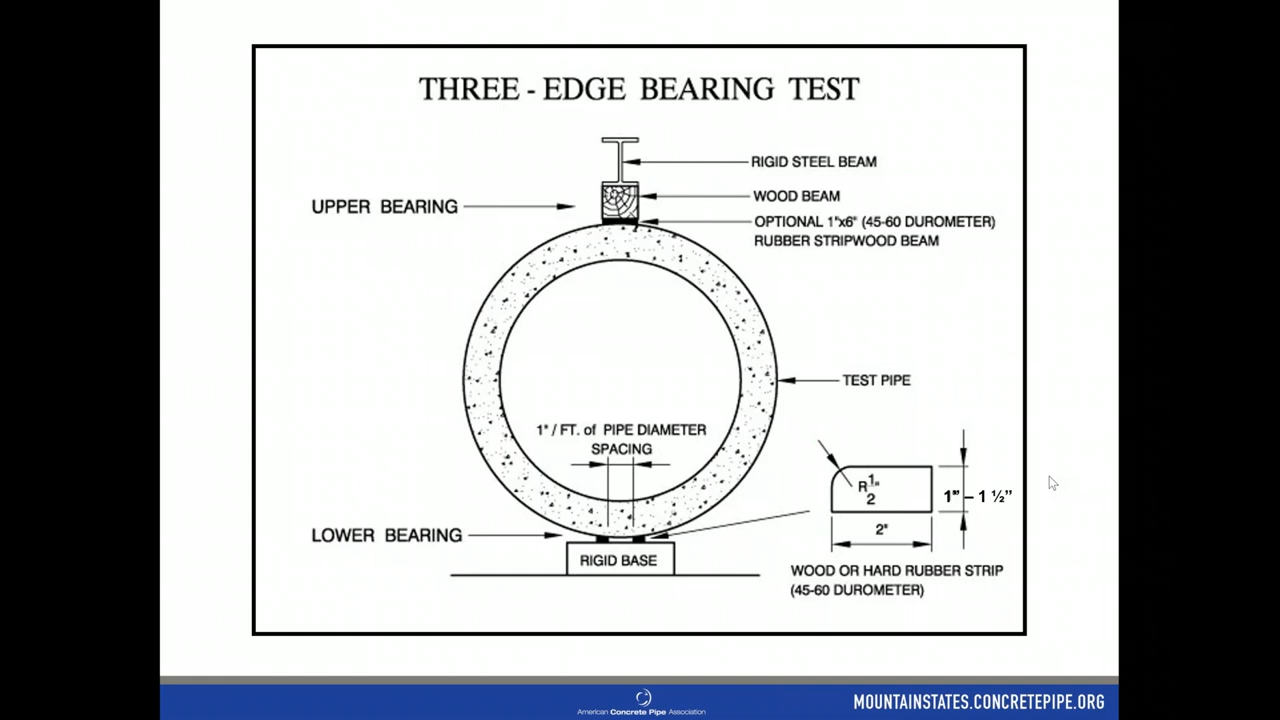 THREE - EDGE BEARING TEST
RIGID STEEL BEAM
WOOD BEAM
UPPER BEARING
OPTIONAL 1"x6" (45-60 DUROMETER)
RUBBER STRIPWOOD BEAM
TEST PIPE
1" / FT. of PIPE DIAMETER
SPACING
R 1/2"
1" – 1 ½”
2"
LOWER BEARING
RIGID BASE
WOOD OR HARD RUBBER STRIP
(45-60 DUROMETER)
American Concrete Pipe Association
MOUNTAINSTATES.CONCRETEPIPE.ORG